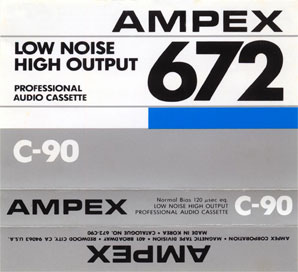 AMPEX
LOW NOISE
HIGH OUTPUT
672
PROFESSIONAL
AUDIO CASSETTE
C-90
AMPEX
Normal Bias 120 µsec eq.
LOW NOISE HIGH OUTPUT
PROFESSIONAL AUDIO CASSETTE
C-90
AMPEX CORPORATION • MAGNETIC TAPE DIVISION • 401 BROADWAY • REDWOOD CITY CA 94063 U.S.A.
MADE IN KOREA • CATALOGUE NO. 672-C90
AMPEX